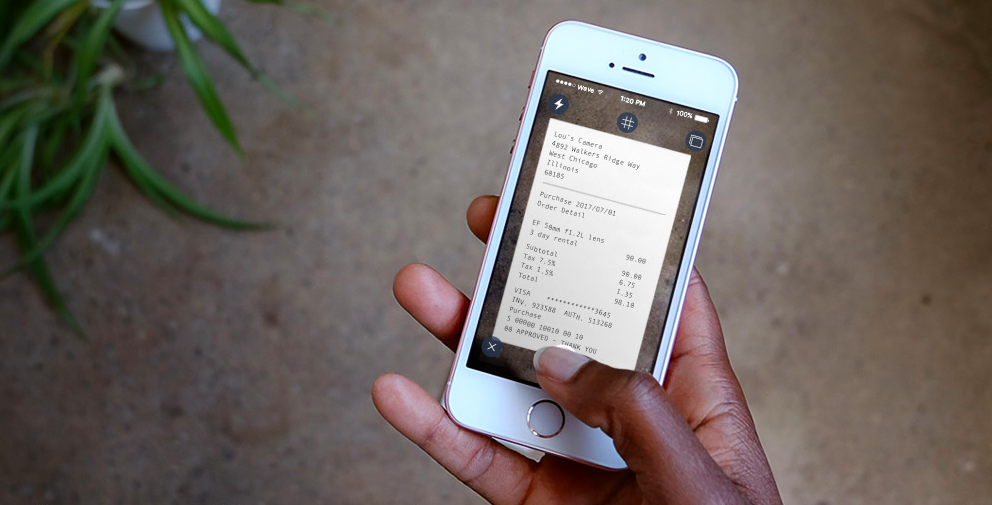 Wave 1:20 PM 100%
Lou's Camera
4892 Walkers Ridge Way
West Chicago
Illinois
60185
Purchase 2017/07/01
Order Detail
EF 50mm f1.2L lens
3 day rental 90.00
Subtotal 90.00
Tax 7.5% 6.75
Tax 1.5% 1.35
Total 98.10
VISA ************3645
INV. 923588 AUTH. 513268
Purchase
5 00000 10010 00 10
00 APPROVED - THANK YOU